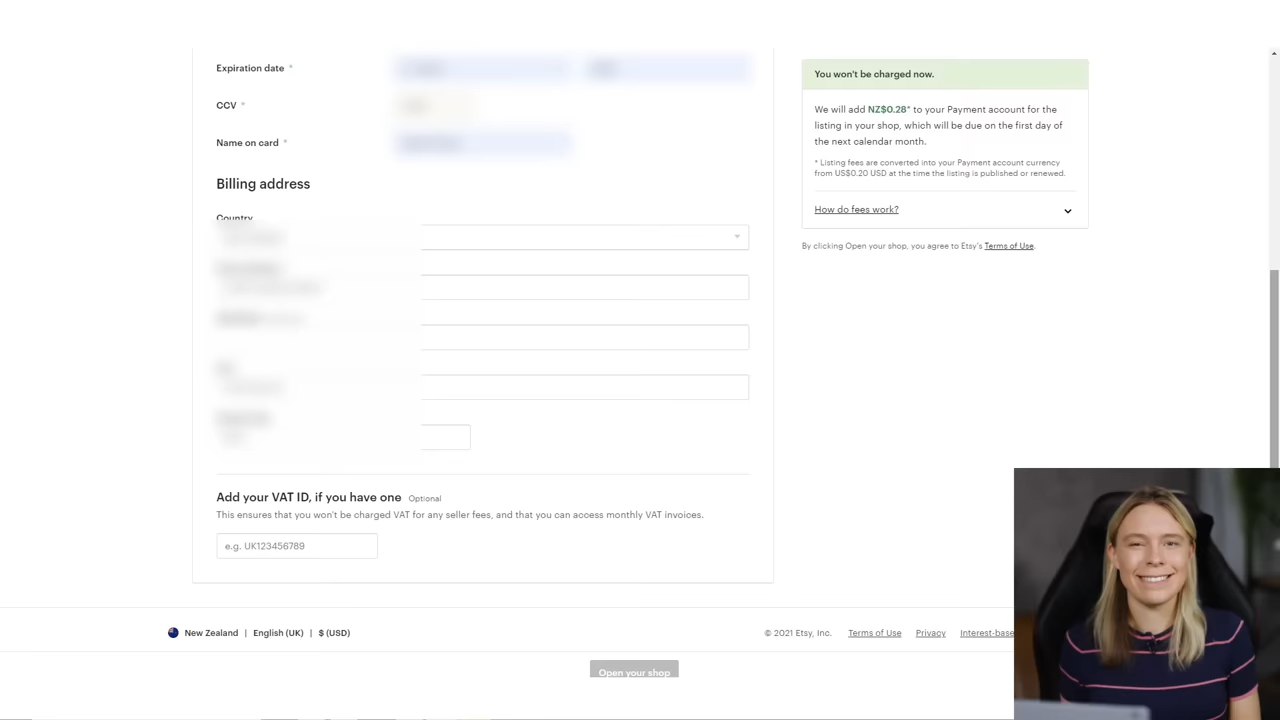 Expiration date *
CCV *
Name on card *
Billing address
Country
Add your VAT ID, if you have one Optional
This ensures that you won't be charged VAT for any seller fees, and that you can access monthly VAT invoices.
e.g. UK123456789
You won't be charged now.
We will add NZ$0.28* to your Payment account for the
listing in your shop, which will be due on the first day of
the next calendar month.
* Listing fees are converted into your Payment account currency
from US$0.20 USD at the time the listing is published or renewed.
How do fees work?
By clicking Open your shop, you agree to Etsy's Terms of Use.
New Zealand | English (UK) | $ (USD)
© 2021 Etsy, Inc. Terms of Use Privacy Interest-base
Open your shop